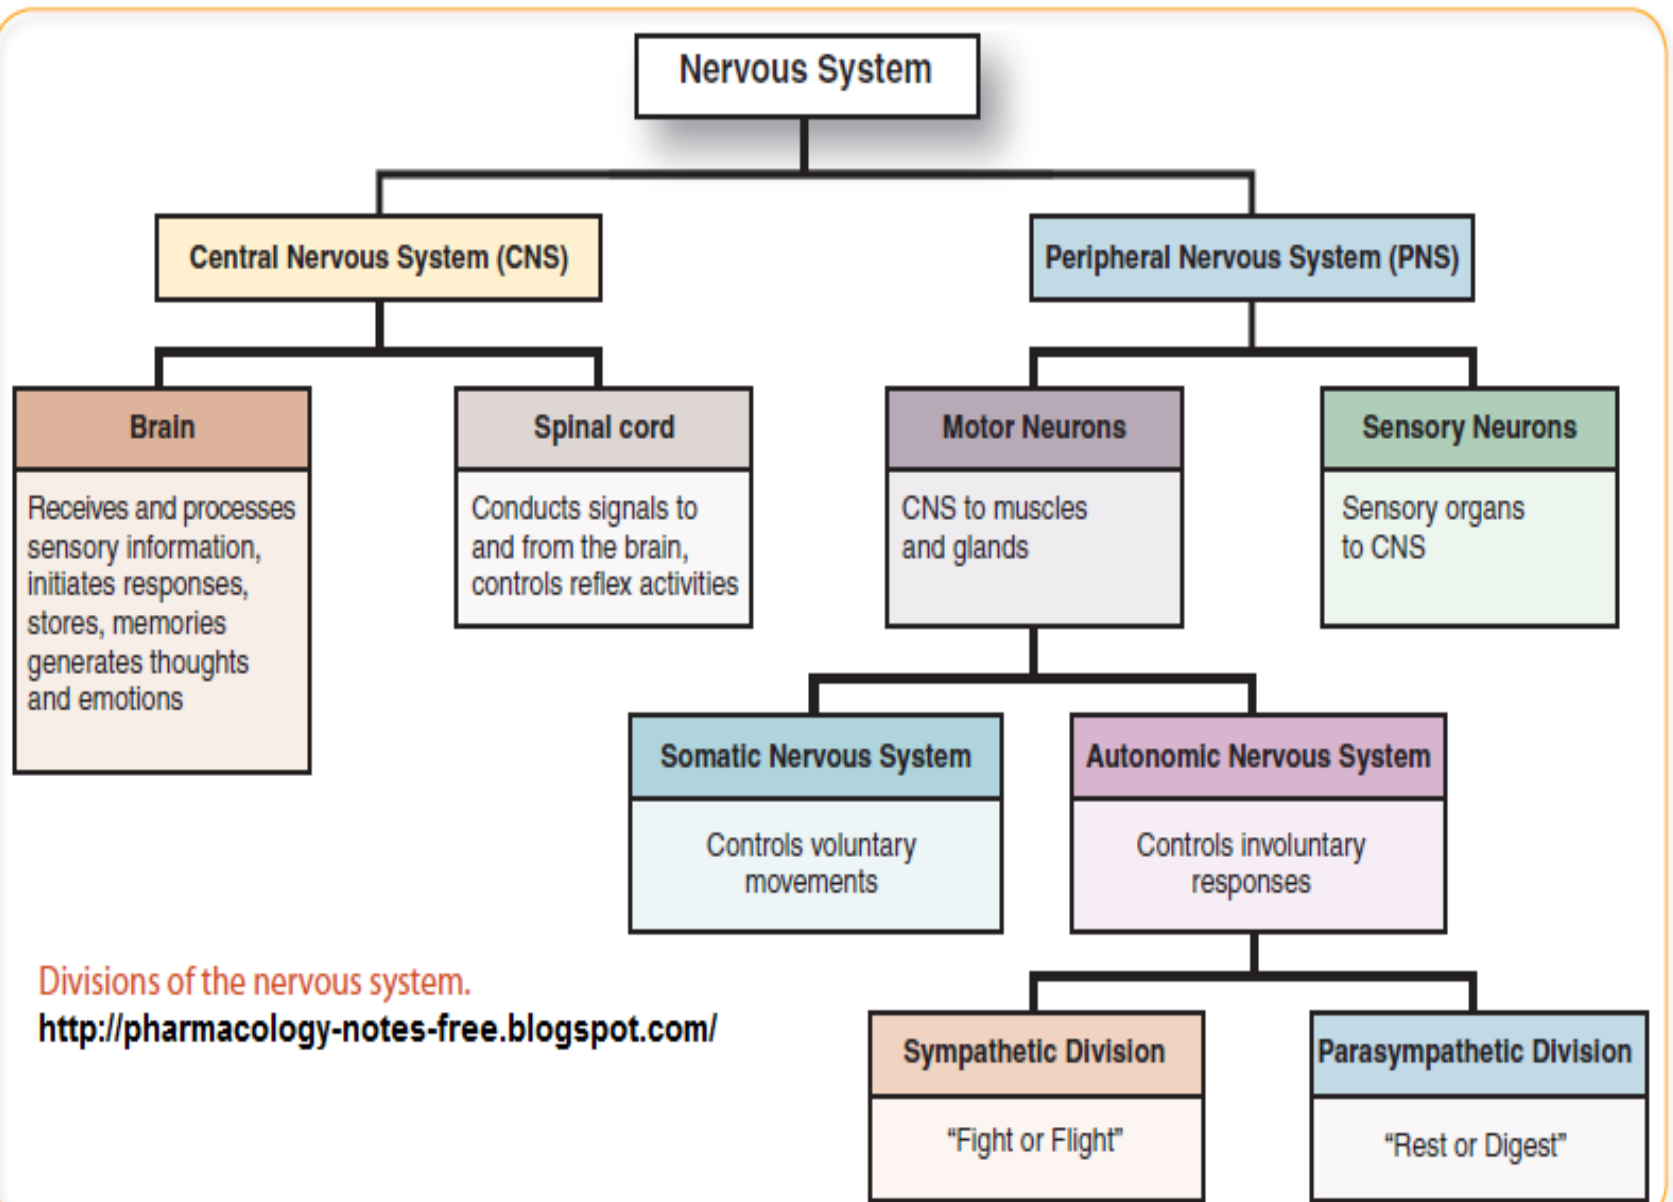 Nervous System
Central Nervous System (CNS)
Peripheral Nervous System (PNS)
Brain
Receives and processes
sensory information,
initiates responses,
stores, memories
generates thoughts
and emotions
Spinal cord
Conducts signals to
and from the brain,
controls reflex activities
Motor Neurons
CNS to muscles
and glands
Sensory Neurons
Sensory organs
to CNS
Somatic Nervous System
Controls voluntary
movements
Autonomic Nervous System
Controls involuntary
responses
Sympathetic Division
“Fight or Flight”
Parasympathetic Division
“Rest or Digest”
Divisions of the nervous system.
http://pharmacology-notes-free.blogspot.com/